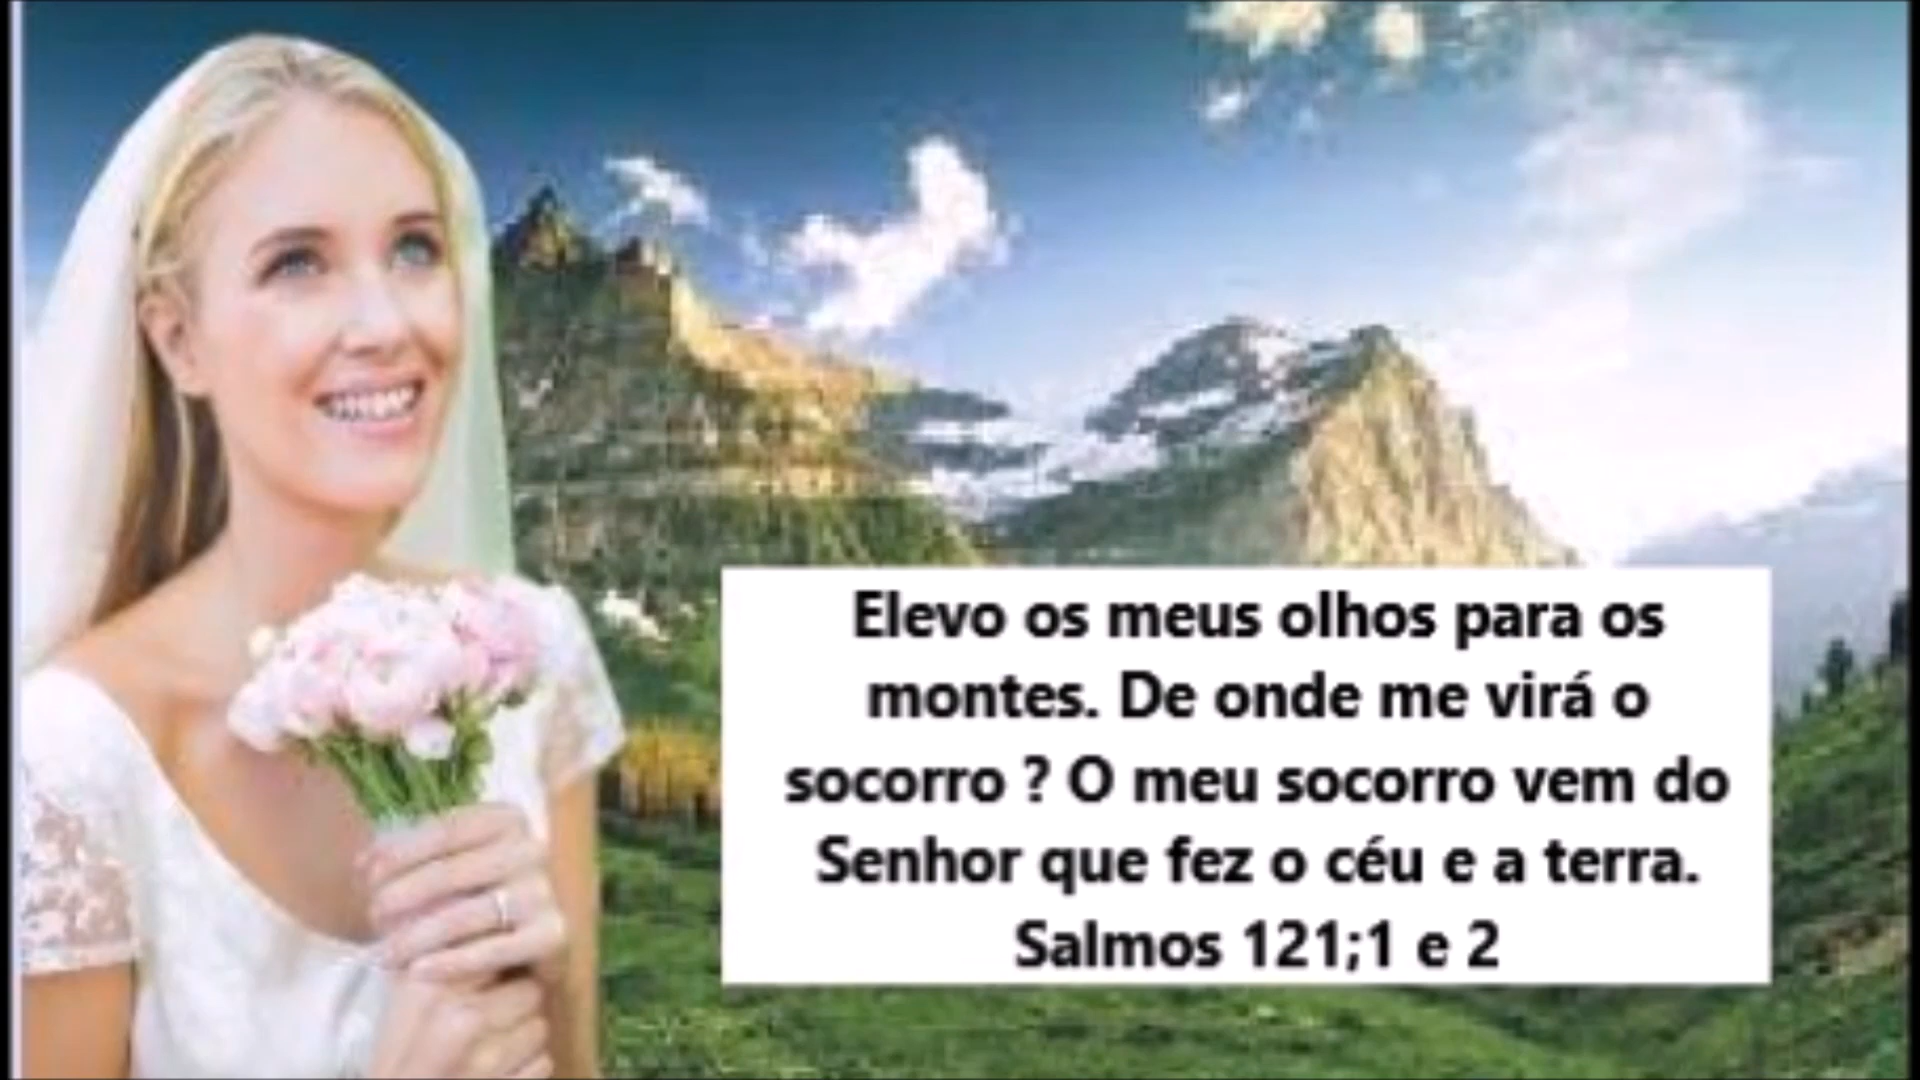 Elevo os meus olhos para os
montes. De onde me virá o
socorro ? O meu socorro vem do
Senhor que fez o céu e a terra.
Salmos 121;1 e 2